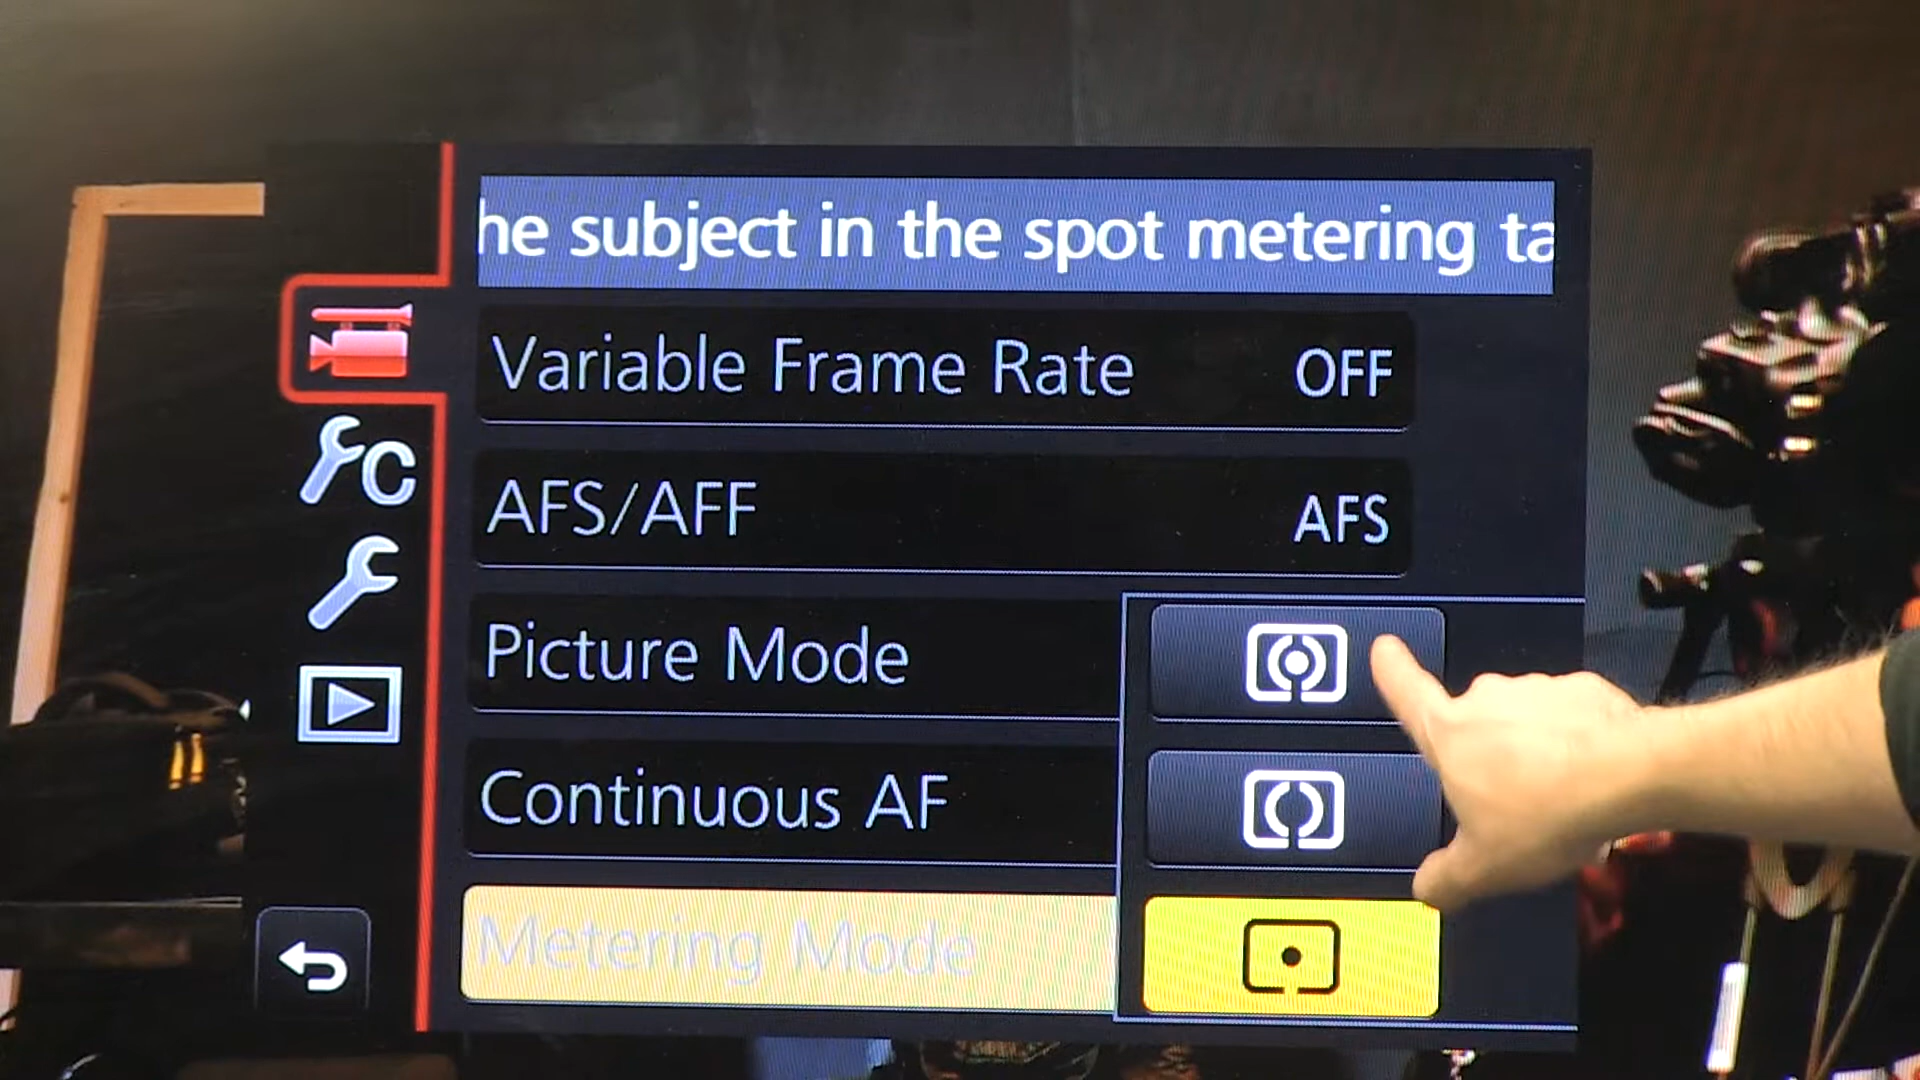 he subject in the spot metering ta
Variable Frame Rate OFF
AFS/AFF AFS
Picture Mode
Continuous AF
Metering Mode
C